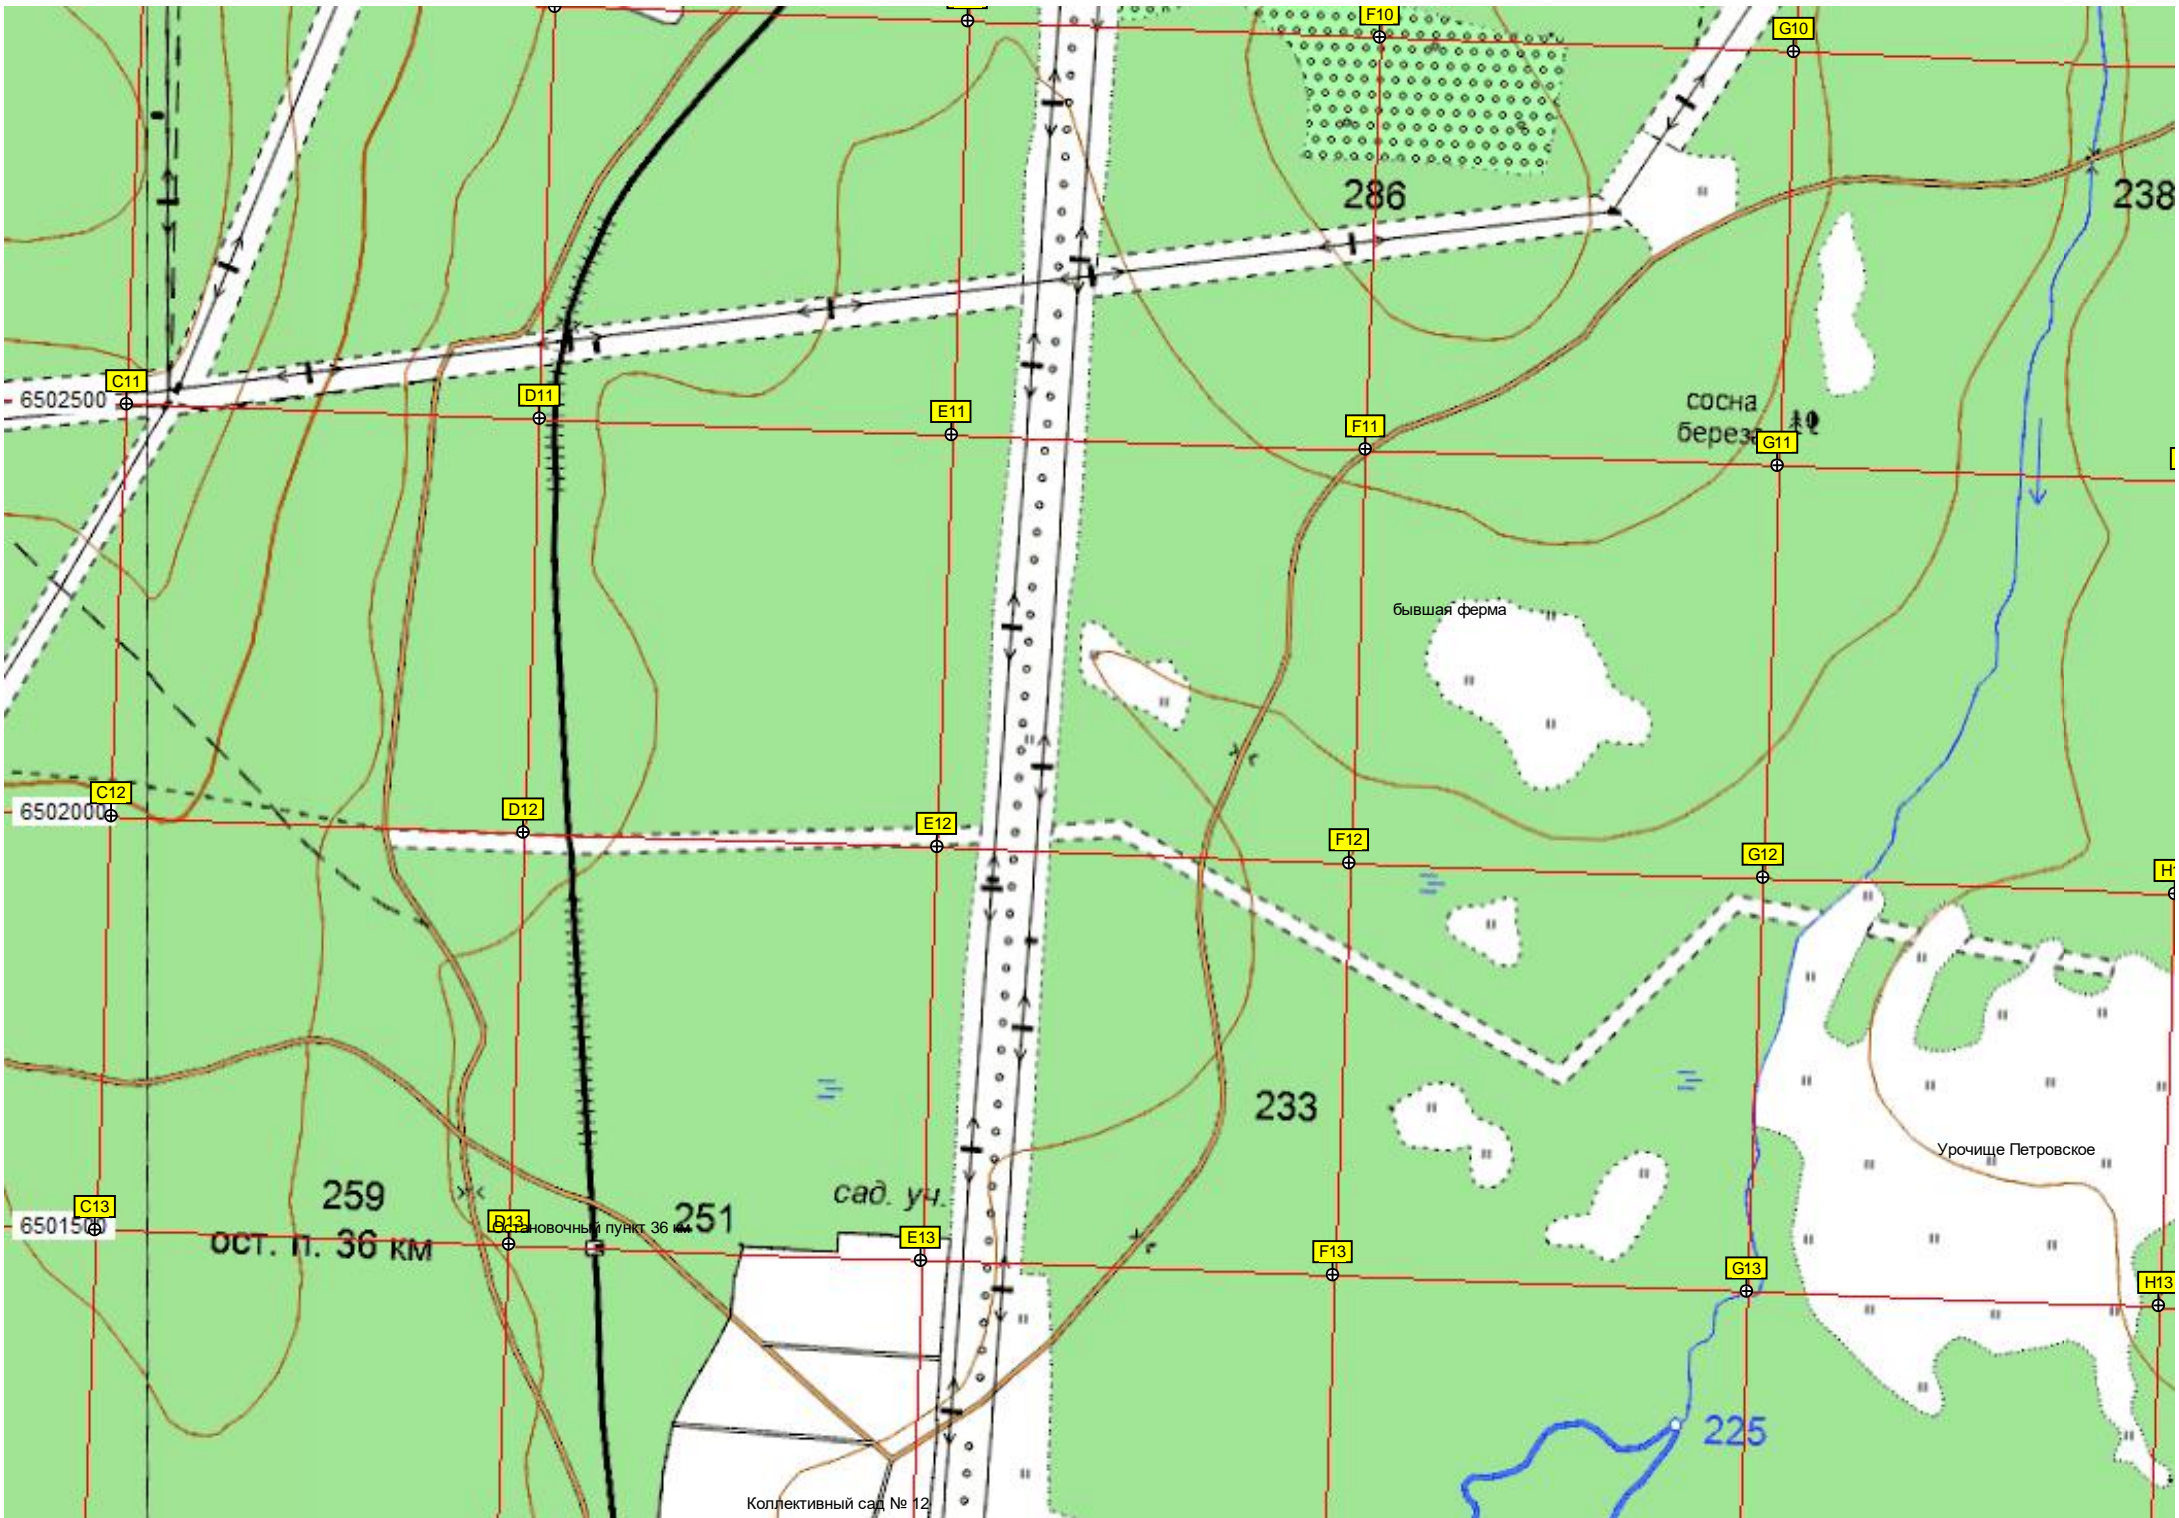 F10
G10
286
238
C11
6502500
D11
E11
F11
сосна
береза
G11
бывшая ферма
C12
6502000
D12
E12
F12
G12
233
Урочище Петровское
259
сад. уч.
251
C13
6501500
D13
Остановочный пункт 36 км
ост. п. 36 км
E13
F13
G13
H13
225
Коллективный сад № 12